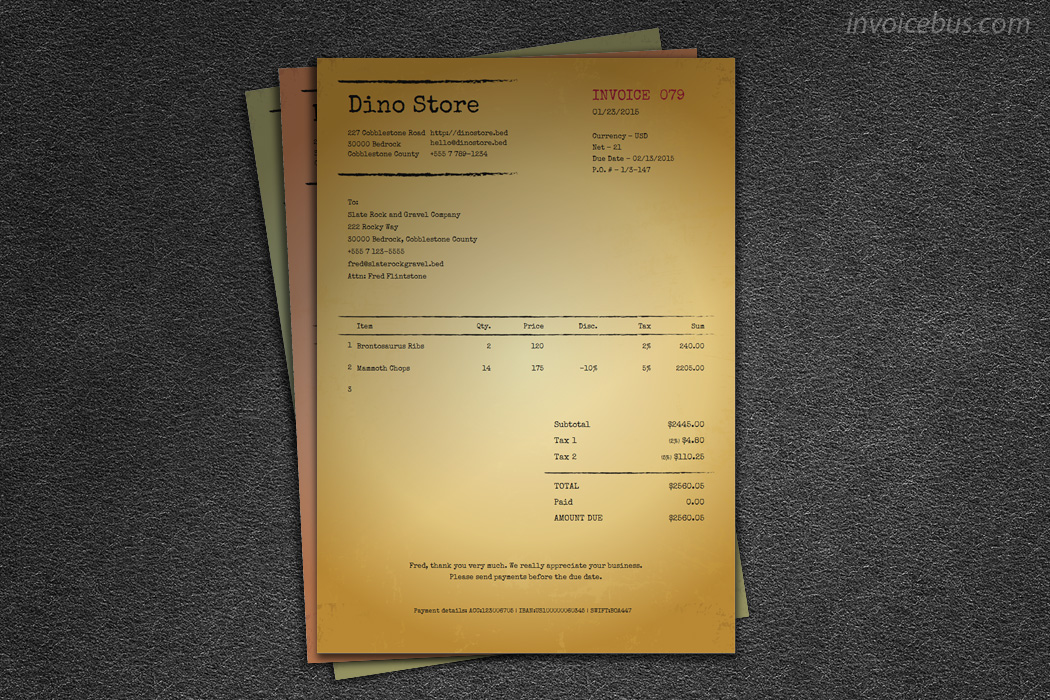 invoicebus.com
Dino Store
INVOICE 079
01/23/2015
227 Cobblestone Road http://dinostore.bed
30000 Bedrock hello@dinostore.bed
Cobblestone County +555 7 789-1234
Currency - USD
Net - 21
Due Date - 02/13/2015
P.O. # - 1/3-147
To:
Slate Rock and Gravel Company
222 Rocky Way
30000 Bedrock, Cobblestone County
+555 7 123-5555
fred@slaterockgravel.bed
Attn: Fred Flintstone
Item Qty. Price Disc. Tax Sum
1 Brontosaurus Ribs 2 120 2% 240.00
2 Mammoth Chops 14 175 -10% 5% 2205.00
3
Subtotal $2445.00
Tax 1 (2%) $4.80
Tax 2 (5%) $110.25
TOTAL $2560.05
Paid 0.00
AMOUNT DUE $2560.05
Fred, thank you very much. We really appreciate your business.
Please send payments before the due date.
Payment details: ACC:123006705 | IBAN:US100000060345 | SWIFT:BOA447